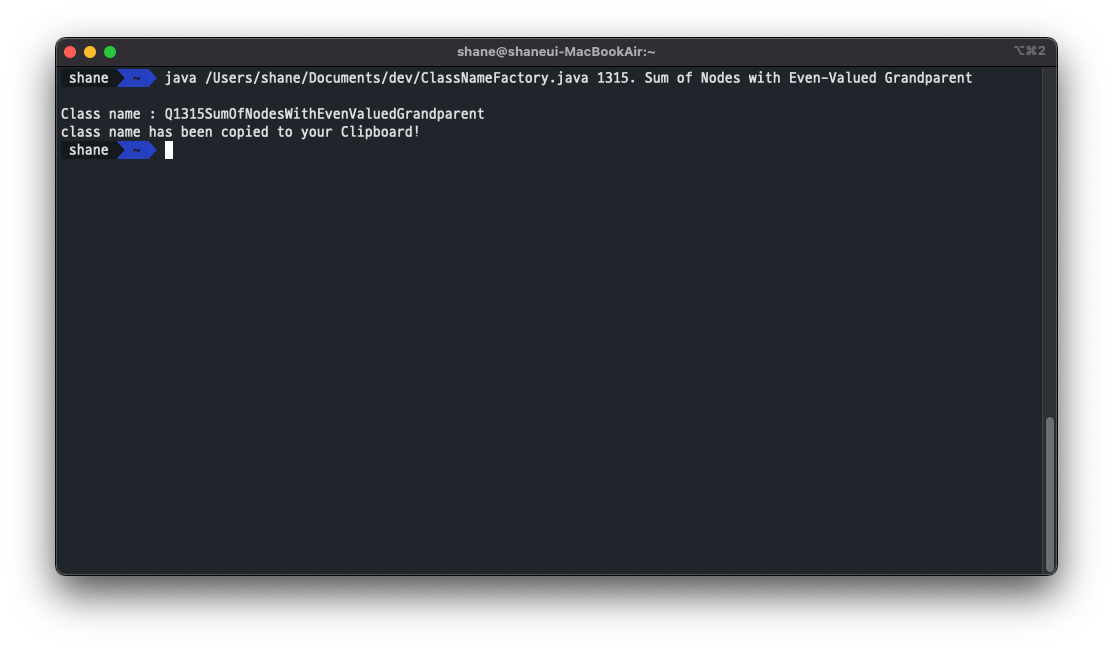 shane@shaneui-MacBookAir:~
⌥⌘2
shane ~ java /Users/shane/Documents/dev/ClassNameFactory.java 1315. Sum of Nodes with Even-Valued Grandparent
Class name : Q1315SumOfNodesWithEvenValuedGrandparent
class name has been copied to your Clipboard!
shane ~